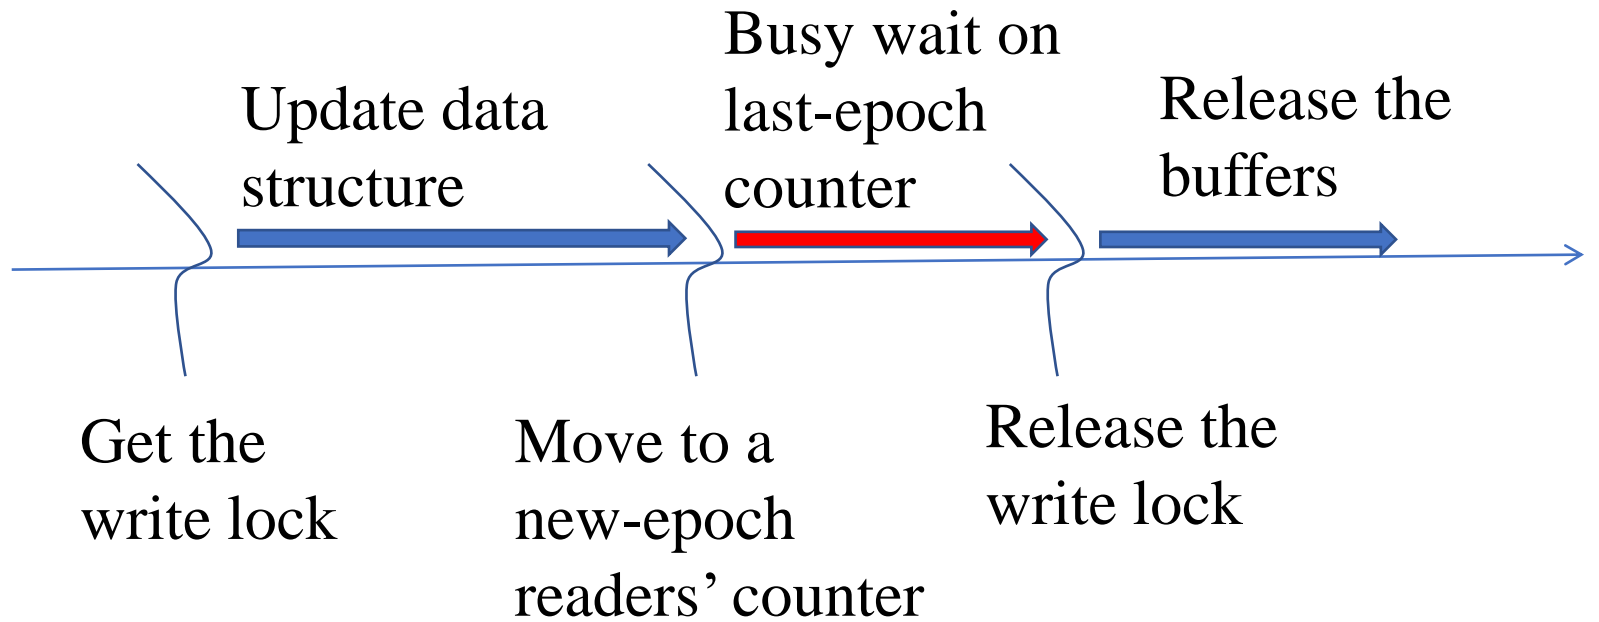 Update data
structure
Busy wait on
last-epoch
counter
Release the
buffers
Get the
write lock
Move to a
new-epoch
readers’ counter
Release the
write lock